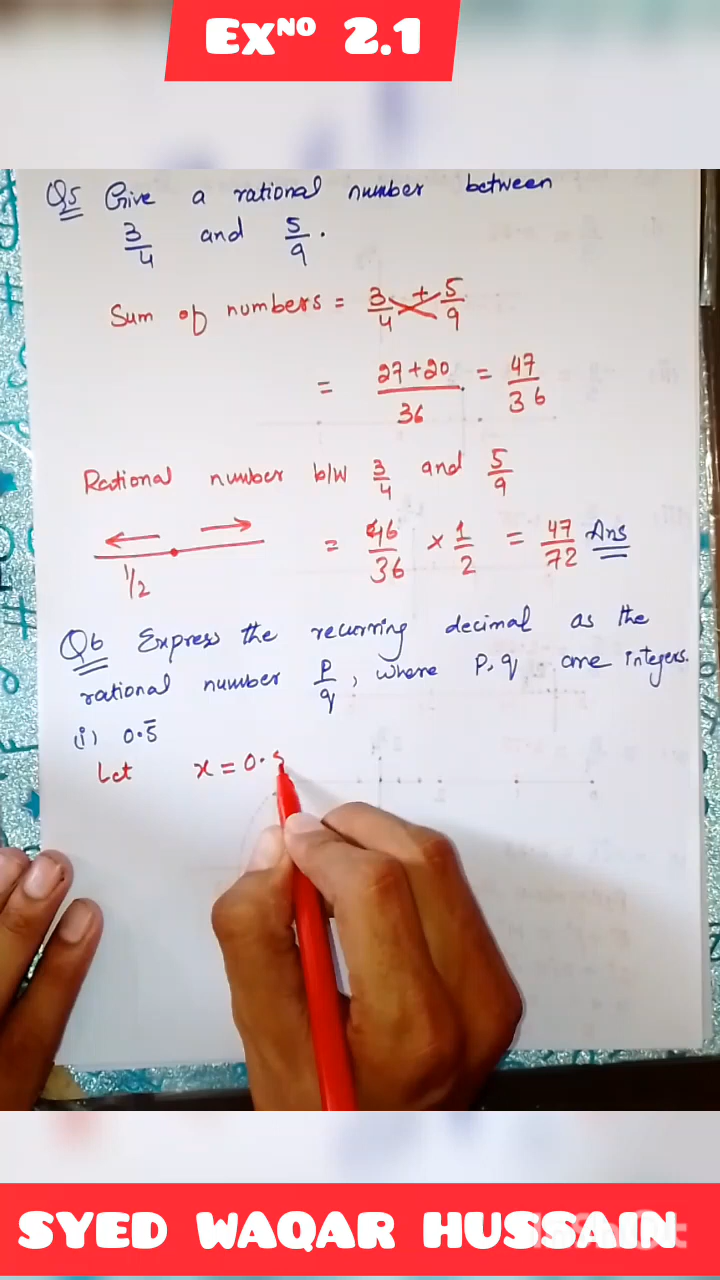 Ex^NO 2.1
Q5 Give a rational number between
3/4 and 5/9.
Sum of numbers = 3/4 + 5/9
= 27+20/36 = 47/36
Rational number b/w 3/4 and 5/9
1/2 = 46/36 × 1/2 = 47/72 Ans
Q6 Express the recurring decimal as the
rational number p/q, where P, q are integers.
(i) 0.5̅
Let x = 0.5
SYED WAQAR HUSSAIN